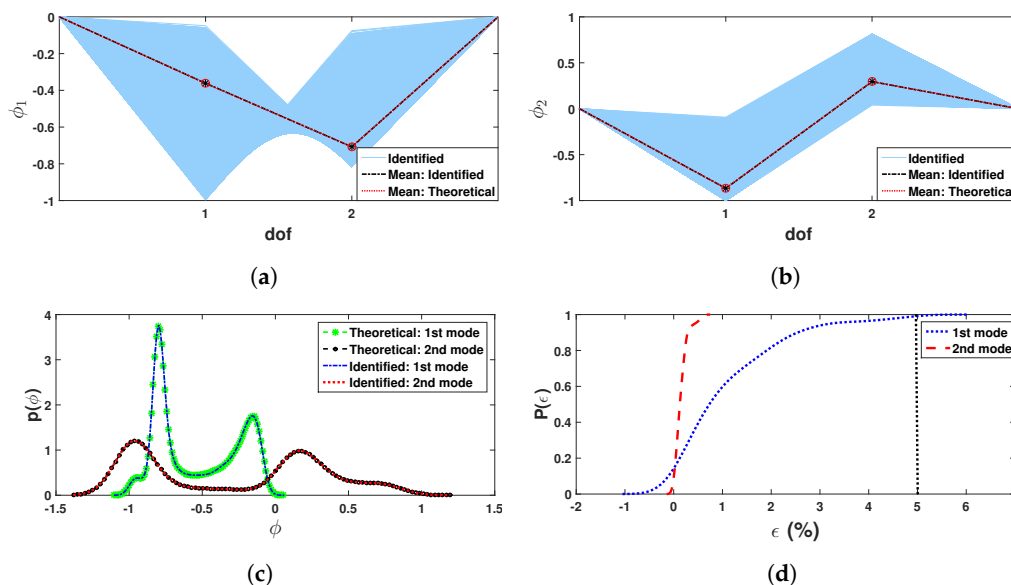 0
-0.2
-0.4
-0.6
-0.8
-1
ϕ1
1
2
dof
Identified
Mean: Identified
Mean: Theoretical
(a)
1
0.5
0
-0.5
-1
ϕ2
1
2
dof
Identified
Mean: Identified
Mean: Theoretical
(b)
4
3
2
1
0
p(ϕ)
-1.5
-1
-0.5
0
0.5
1
1.5
ϕ
Theoretical: 1st mode
Theoretical: 2nd mode
Identified: 1st mode
Identified: 2nd mode
(c)
1
0.8
0.6
0.4
0.2
0
P(ϵ)
-2
-1
0
1
2
3
4
5
6
7
ϵ (%)
1st mode
2nd mode
(d)